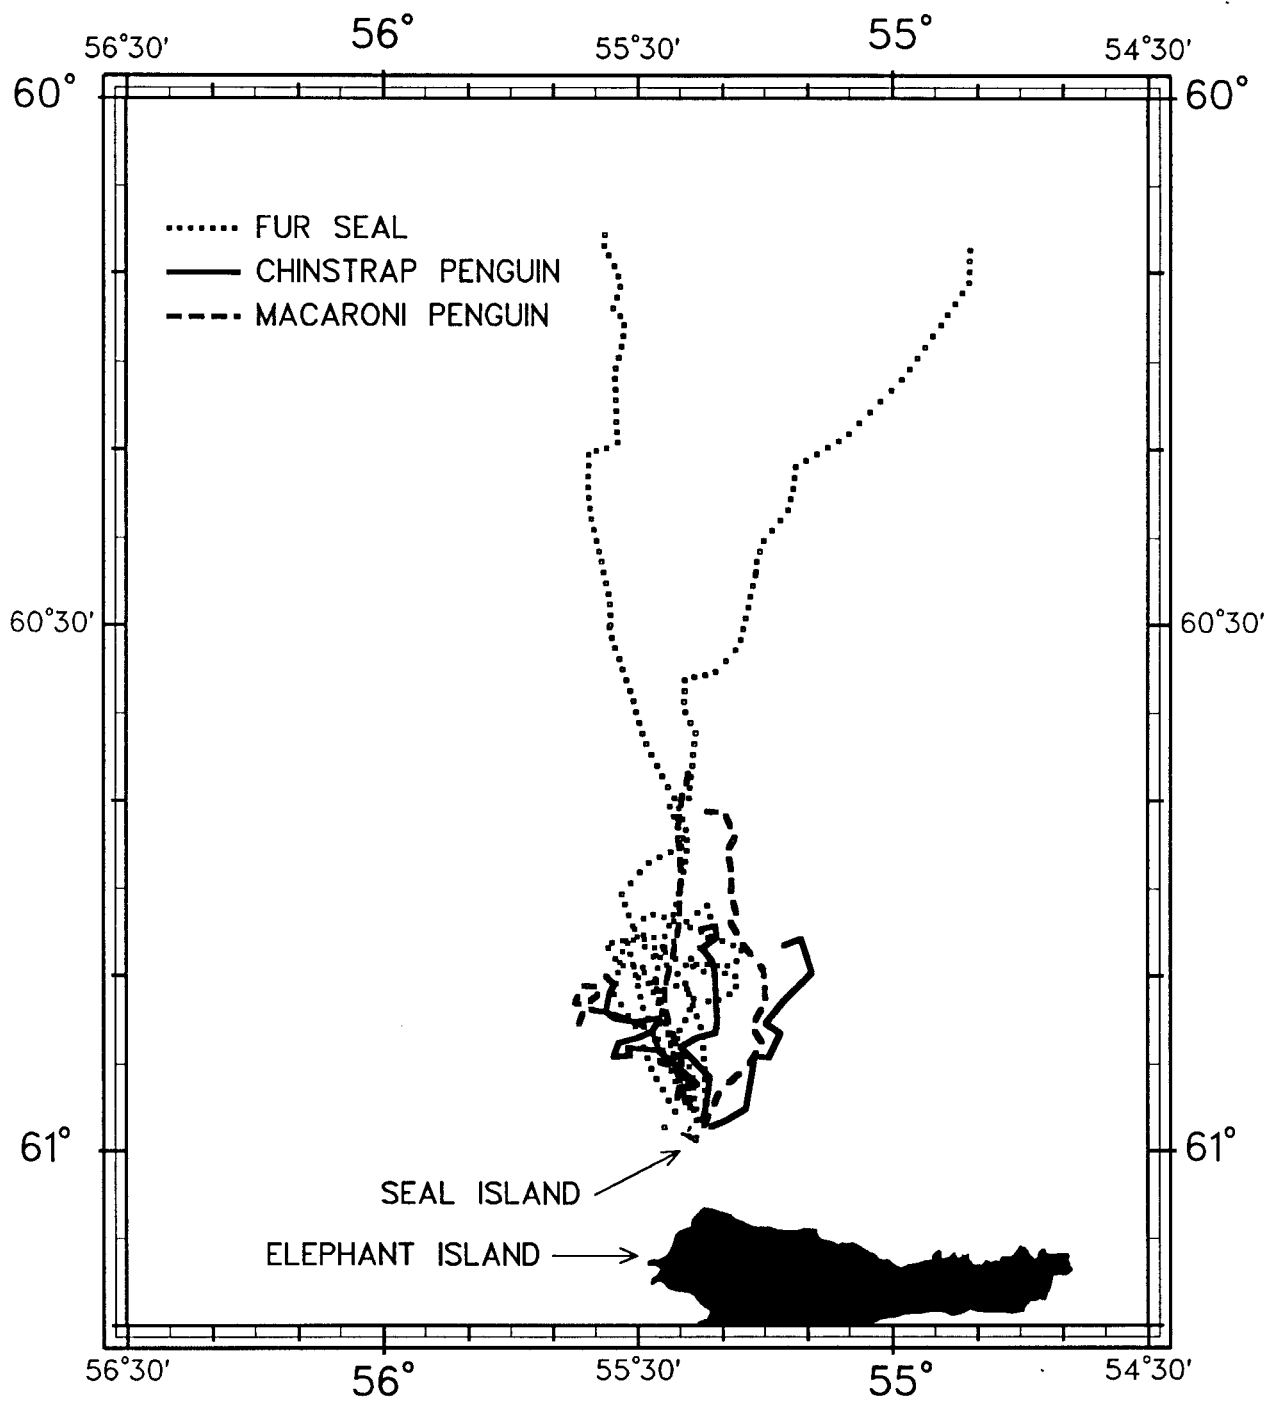 56°30' 56° 55°30' 55° 54°30'
60° 60°
FUR SEAL
CHINSTRAP PENGUIN
MACARONI PENGUIN
60°30' 60°30'
61° 61°
SEAL ISLAND
ELEPHANT ISLAND
56°30' 56° 55°30' 55° 54°30'